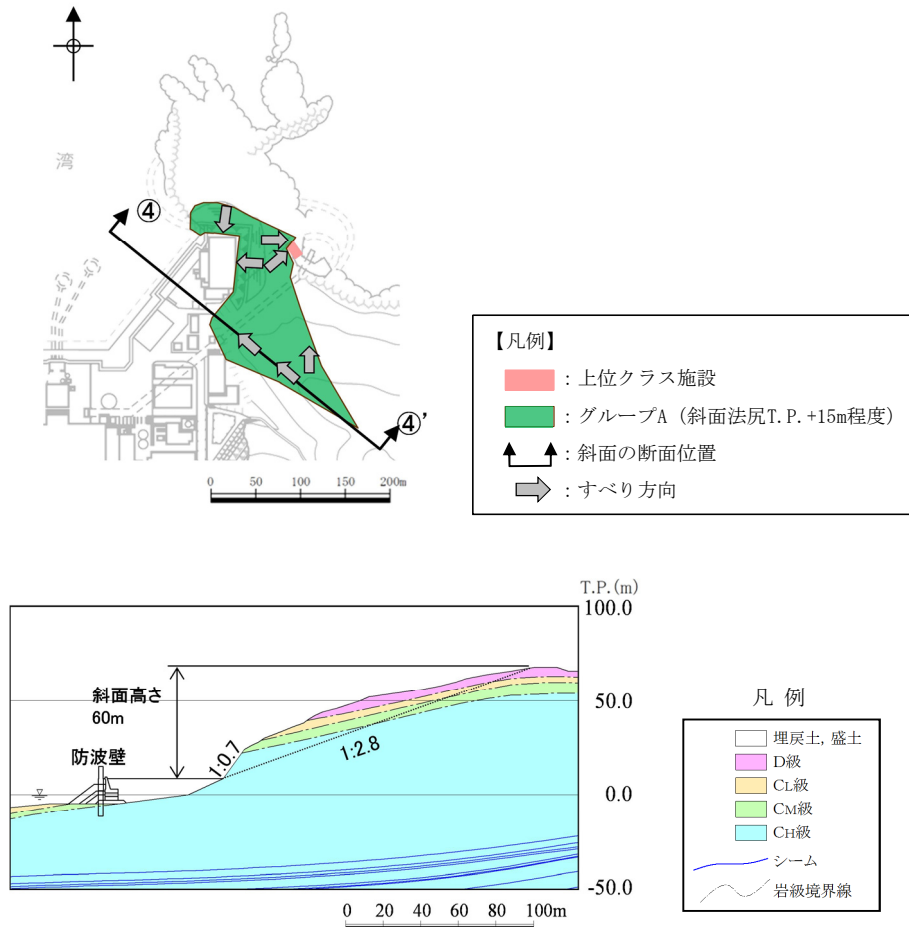 湾
④
④'
0 50 100 150 200m
【凡例】
：上位クラス施設
：グループA（斜面法尻T.P.+15m程度）
：斜面の断面位置
：すべり方向
T.P.(m)
100.0
50.0
0.0
-50.0
斜面高さ
60m
防波壁
1:0.7
1:2.8
0 20 40 60 80 100m
凡 例
埋戻土, 盛土
D級
CL級
CM級
CH級
シーム
岩級境界線